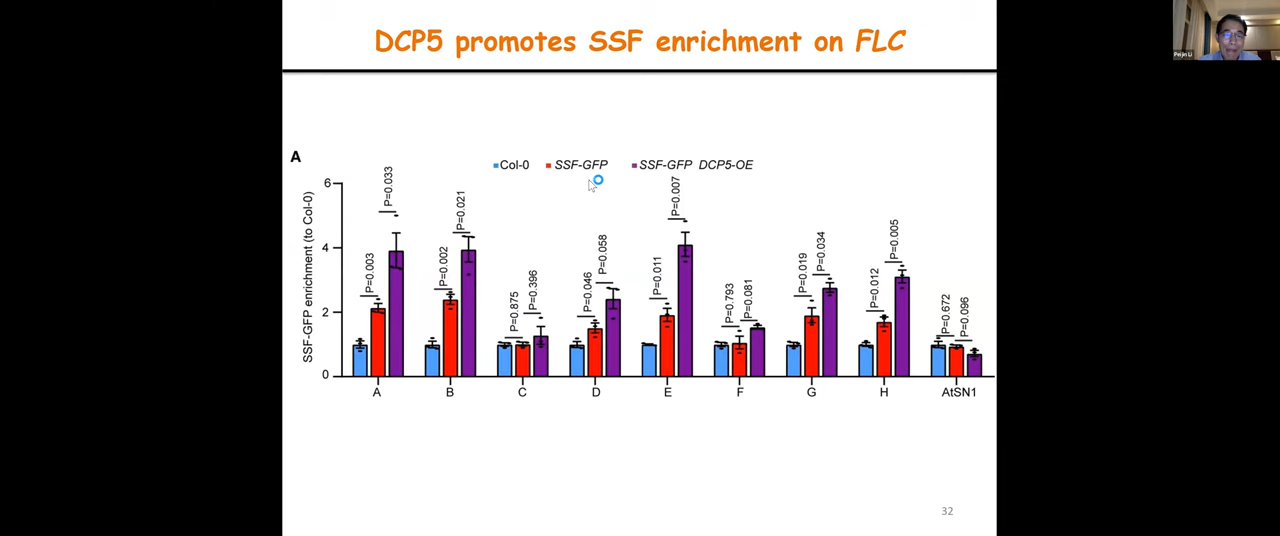 DCP5 promotes SSF enrichment on FLC
Peijin Li
A
Col-0 SSF-GFP SSF-GFP DCP5-OE
SSF-GFP enrichment (to Col-0)
6
4
2
0
P=0.003 P=0.033
P=0.002 P=0.021
P=0.875 P=0.396
P=0.046 P=0.058
P=0.011 P=0.007
P=0.793 P=0.081
P=0.019 P=0.034
P=0.012 P=0.005
P=0.672 P=0.096
A B C D E F G H AtSN1
32